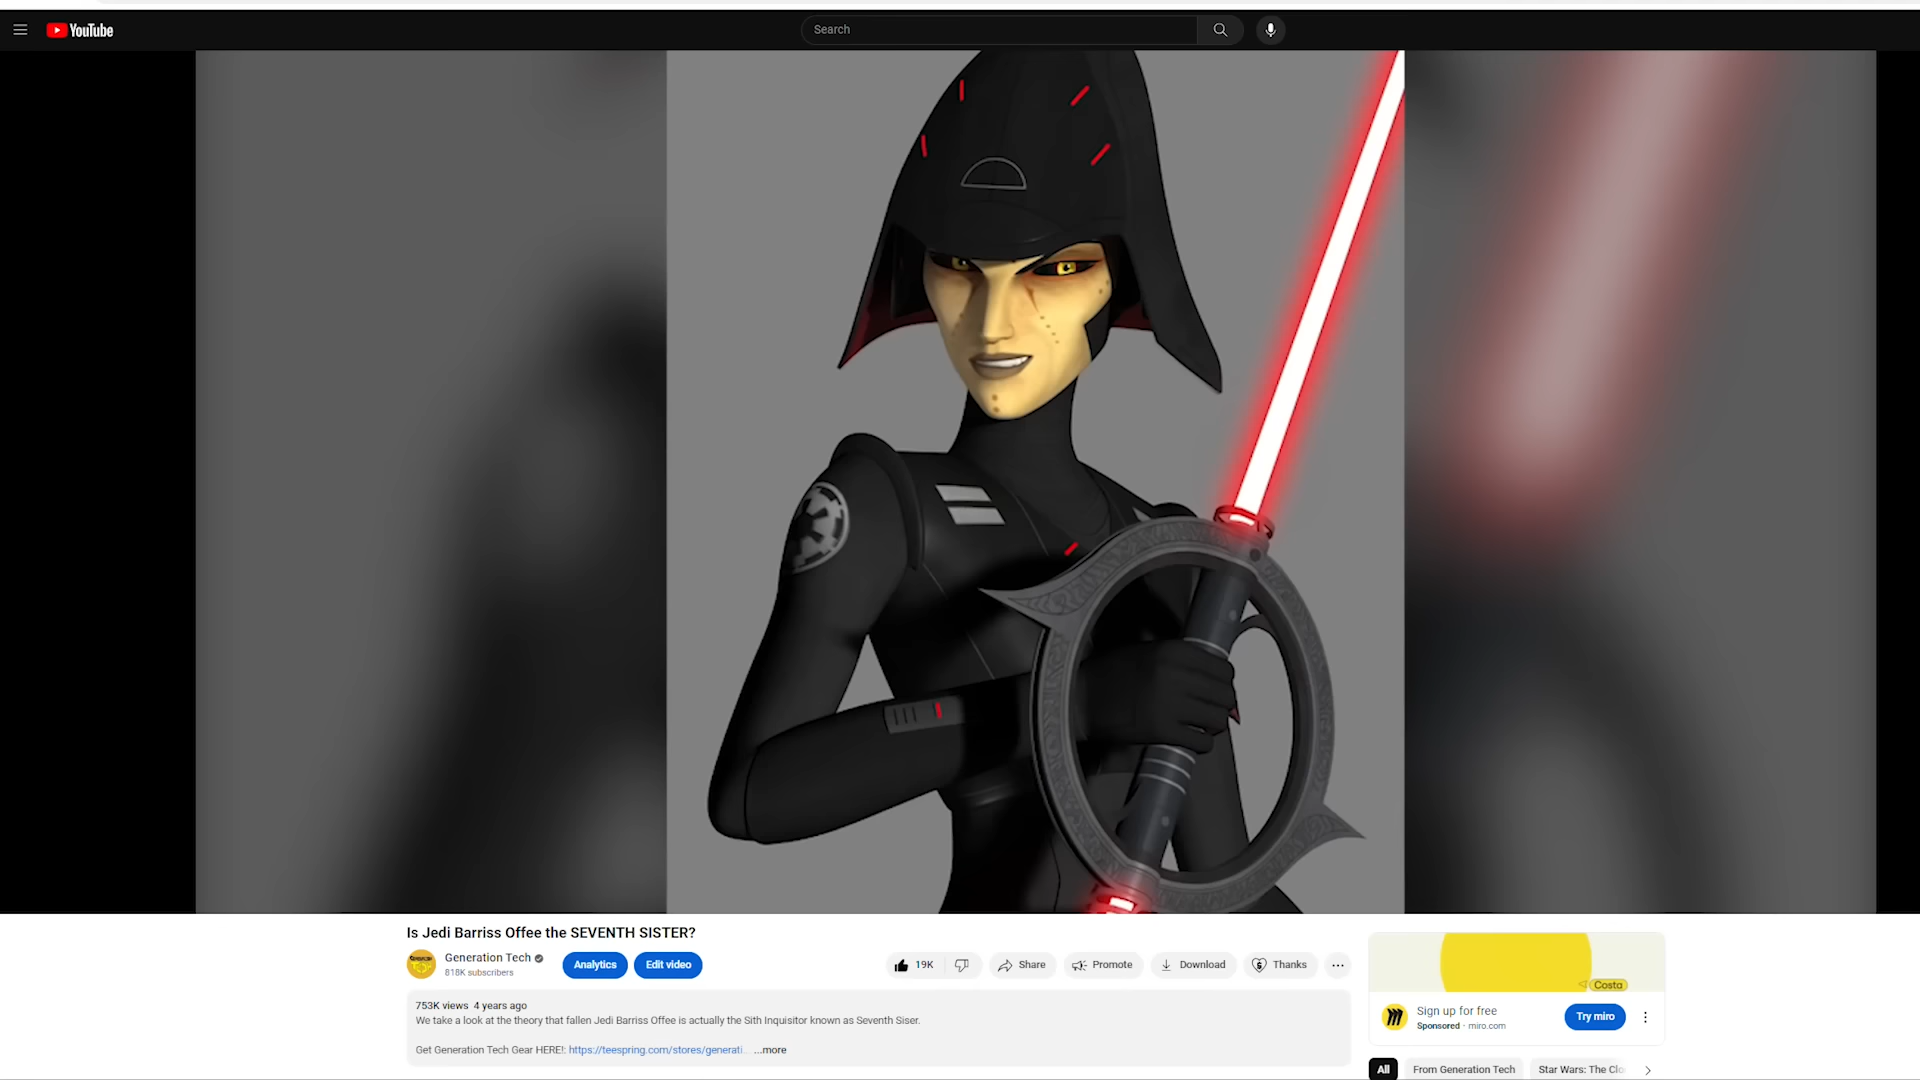 YouTube
Search
Is Jedi Barriss Offee the SEVENTH SISTER?
Generation Tech
818K subscribers
Analytics
Edit video
19K
Share
Promote
Download
Thanks
753K views 4 years ago
We take a look at the theory that fallen Jedi Barriss Offee is actually the Sith Inquisitor known as Seventh Siser.
Get Generation Tech Gear HERE!: https://teespring.com/stores/generati... ...more
Costa
Sign up for free
Sponsored · miro.com
Try miro
All
From Generation Tech
Star Wars: The Clo